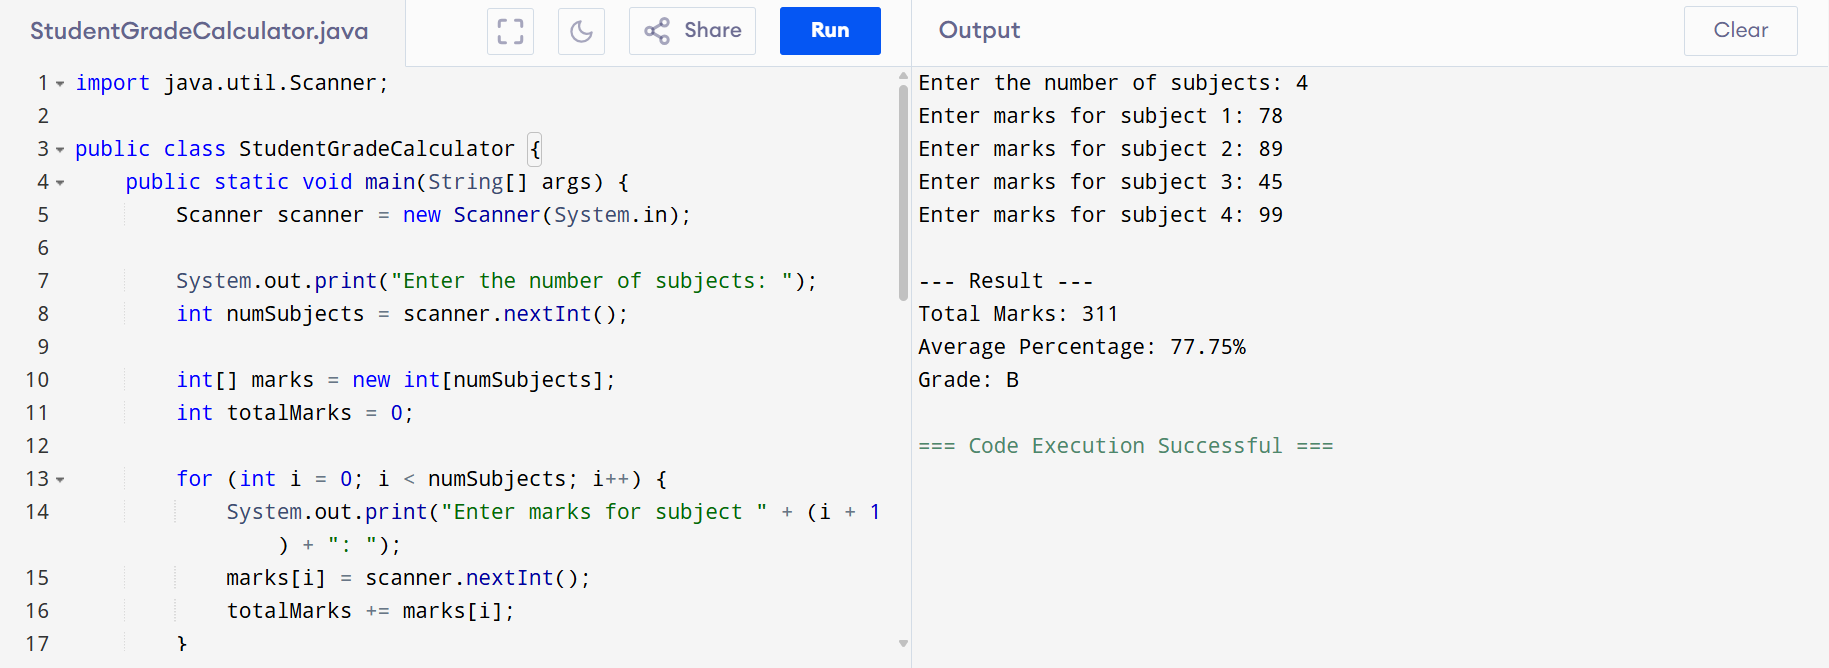 StudentGradeCalculator.java
Share
Run
1 import java.util.Scanner;
2
3 public class StudentGradeCalculator {
4 public static void main(String[] args) {
5 Scanner scanner = new Scanner(System.in);
6
7 System.out.print("Enter the number of subjects: ");
8 int numSubjects = scanner.nextInt();
9
10 int[] marks = new int[numSubjects];
11 int totalMarks = 0;
12
13 for (int i = 0; i < numSubjects; i++) {
14 System.out.print("Enter marks for subject " + (i + 1
) + ": ");
15 marks[i] = scanner.nextInt();
16 totalMarks += marks[i];
17 }
Output
Clear
Enter the number of subjects: 4
Enter marks for subject 1: 78
Enter marks for subject 2: 89
Enter marks for subject 3: 45
Enter marks for subject 4: 99
--- Result ---
Total Marks: 311
Average Percentage: 77.75%
Grade: B
=== Code Execution Successful ===